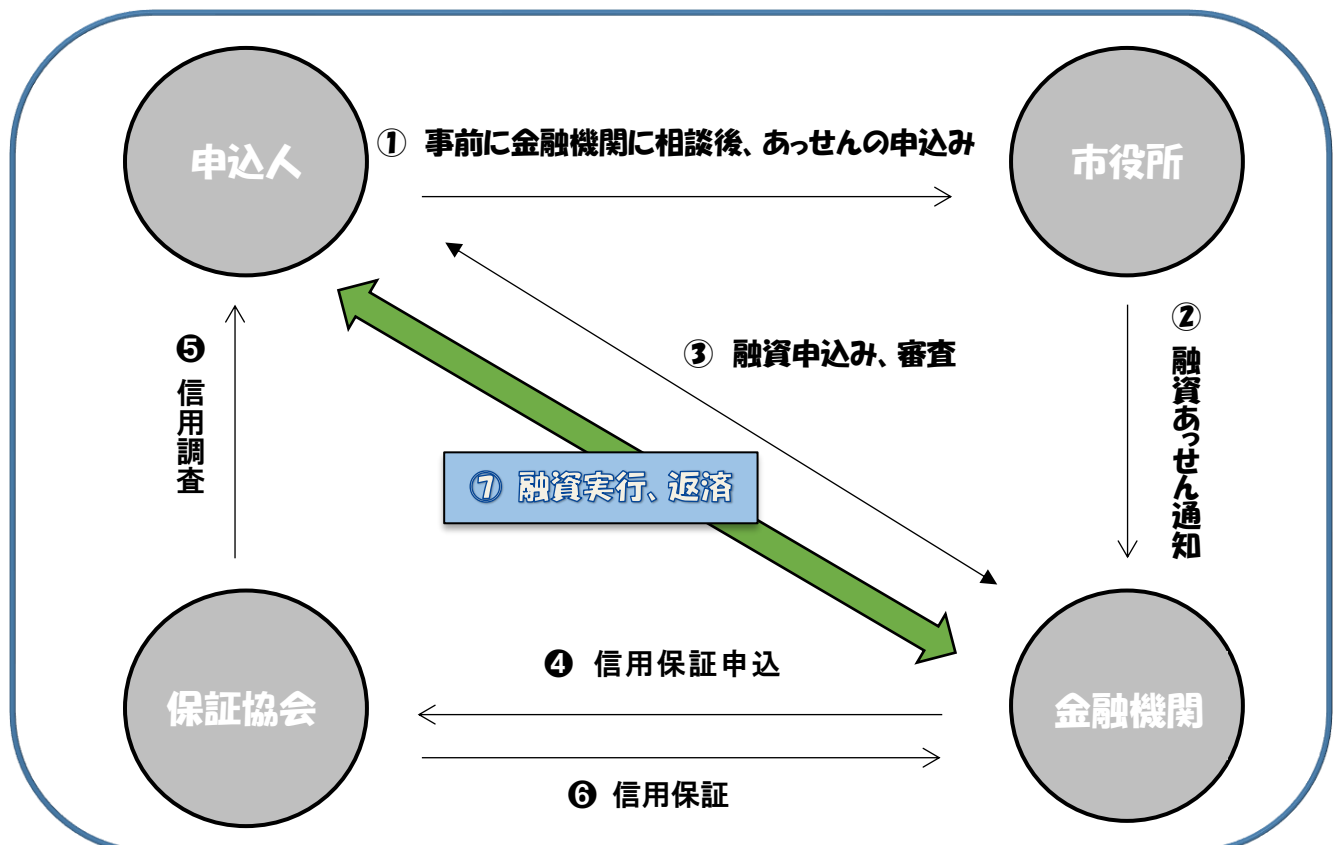 申込人
① 事前に金融機関に相談後、あっせんの申込み
市役所
② 融資あっせん通知
③ 融資申込み、審査
❺ 信用調査
⑦ 融資実行、返済
❹ 信用保証申込
保証協会
金融機関
❻ 信用保証